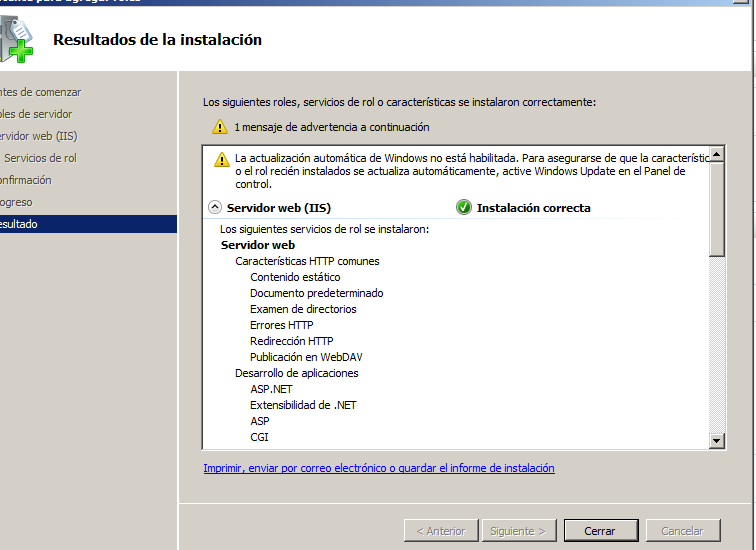 para agregar roles
Resultados de la instalación
ntes de comenzar
oles de servidor
ervidor web (IIS)
Servicios de rol
onfirmación
ogreso
esultado
Los siguientes roles, servicios de rol o características se instalaron correctamente:
1 mensaje de advertencia a continuación
La actualización automática de Windows no está habilitada. Para asegurarse de que la característic
o el rol recién instalados se actualiza automáticamente, active Windows Update en el Panel de
control.
Servidor web (IIS) Instalación correcta
Los siguientes servicios de rol se instalaron:
Servidor web
Características HTTP comunes
Contenido estático
Documento predeterminado
Examen de directorios
Errores HTTP
Redirección HTTP
Publicación en WebDAV
Desarrollo de aplicaciones
ASP.NET
Extensibilidad de .NET
ASP
CGI
Imprimir, enviar por correo electrónico o guardar el informe de instalación
< Anterior Siguiente > Cerrar Cancelar